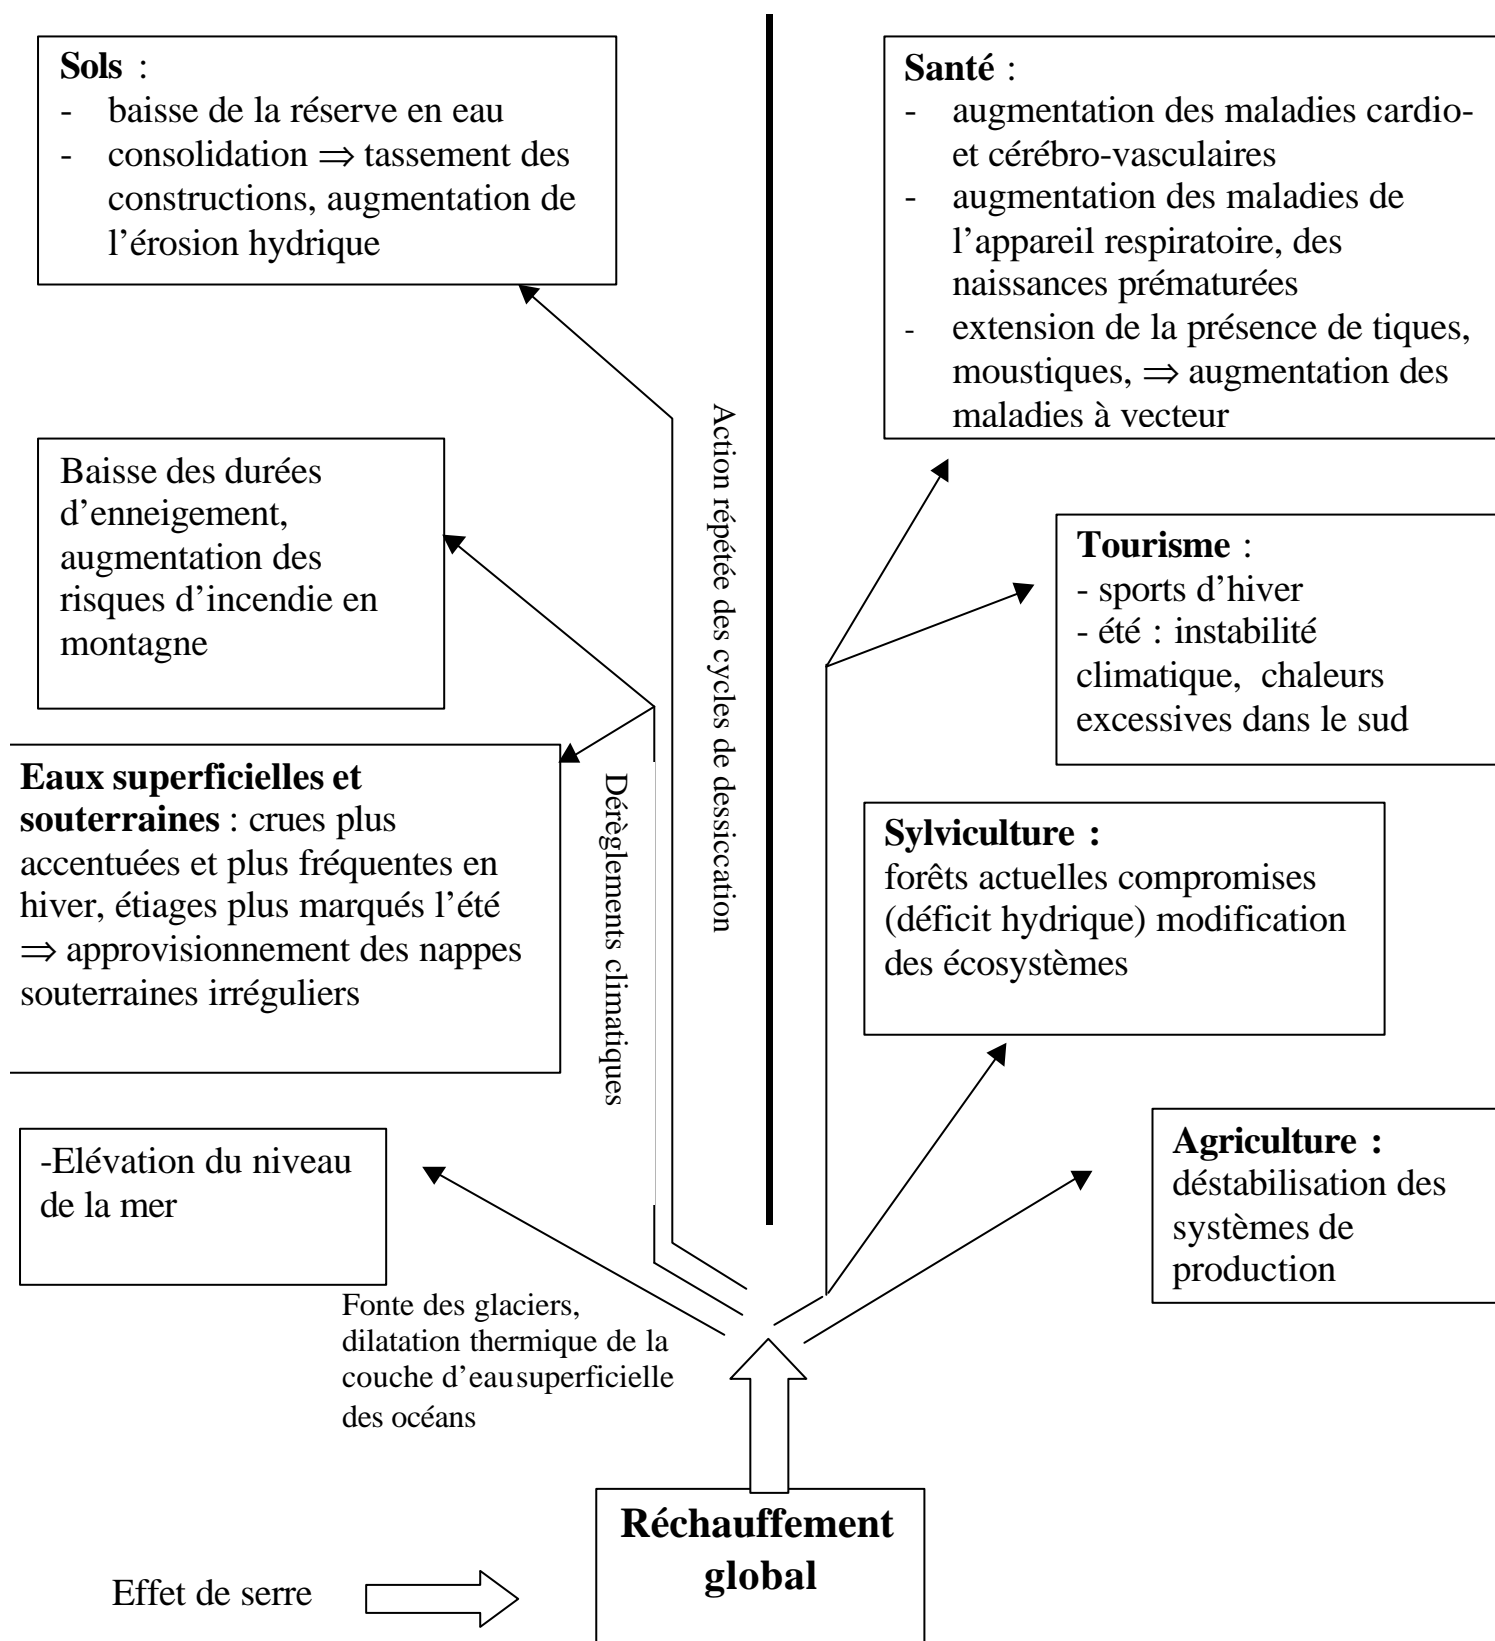 Sols :
- baisse de la réserve en eau
- consolidation ⇒ tassement des
constructions, augmentation de
l’érosion hydrique
Baisse des durées
d’enneigement,
augmentation des
risques d’incendie en
montagne
Eaux superficielles et
souterraines : crues plus
accentuées et plus fréquentes en
hiver, étiages plus marqués l’été
⇒ approvisionnement des nappes
souterraines irréguliers
-Elévation du niveau
de la mer
Fonte des glaciers,
dilatation thermique de la
couche d’eau superficielle
des océans
Dérèglements climatiques
Action répétée des cycles de dessiccation
Santé :
- augmentation des maladies cardio-
et cérébro-vasculaires
- augmentation des maladies de
l’appareil respiratoire, des
naissances prématurées
- extension de la présence de tiques,
moustiques, ⇒ augmentation des
maladies à vecteur
Tourisme :
- sports d’hiver
- été : instabilité
climatique, chaleurs
excessives dans le sud
Sylviculture :
forêts actuelles compromises
(déficit hydrique) modification
des écosystèmes
Agriculture :
déstabilisation des
systèmes de
production
Réchauffement
global
Effet de serre